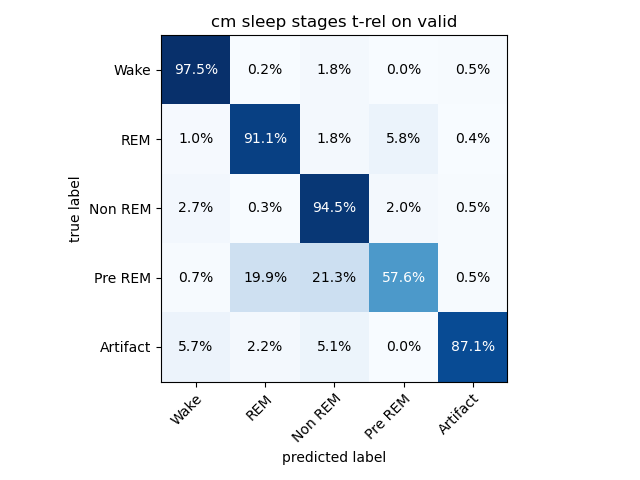 cm sleep stages t-rel on valid
Wake 97.5% 0.2% 1.8% 0.0% 0.5%
REM 1.0% 91.1% 1.8% 5.8% 0.4%
Non REM 2.7% 0.3% 94.5% 2.0% 0.5%
Pre REM 0.7% 19.9% 21.3% 57.6% 0.5%
Artifact 5.7% 2.2% 5.1% 0.0% 87.1%
true label
Wake REM Non REM Pre REM Artifact
predicted label